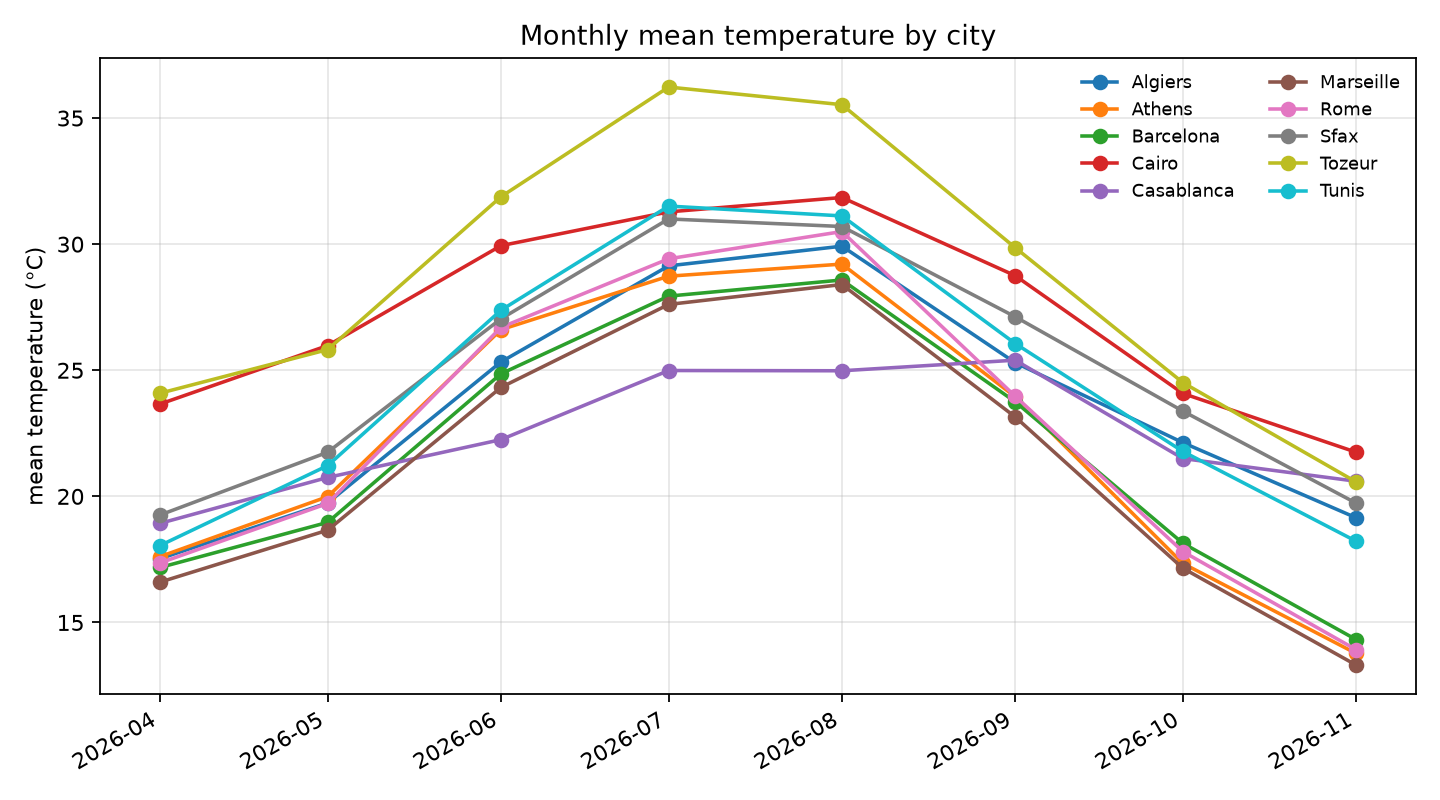 Monthly mean temperature by city
mean temperature (°C)
35
30
25
20
15
2026-04
2026-05
2026-06
2026-07
2026-08
2026-09
2026-10
2026-11
Algiers
Athens
Barcelona
Cairo
Casablanca
Marseille
Rome
Sfax
Tozeur
Tunis